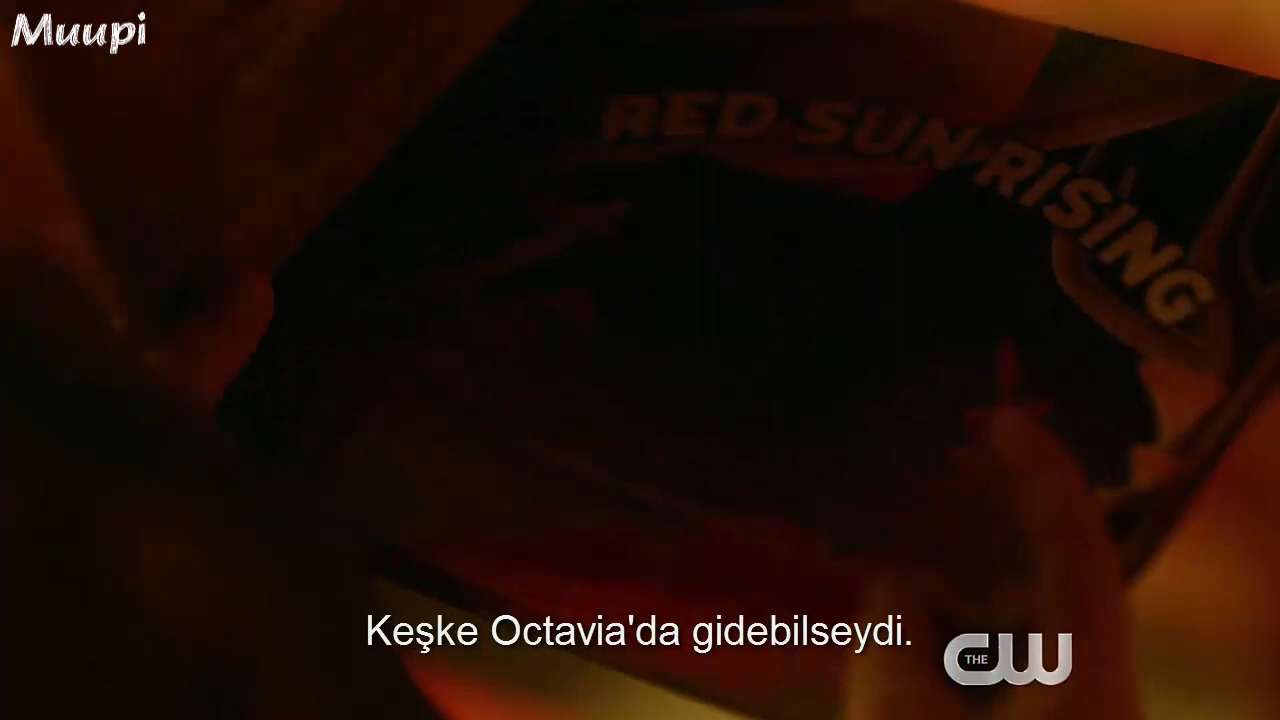 Muupi
RED SUN RISING
Keşke Octavia'da gidebilseydi.
THE CW